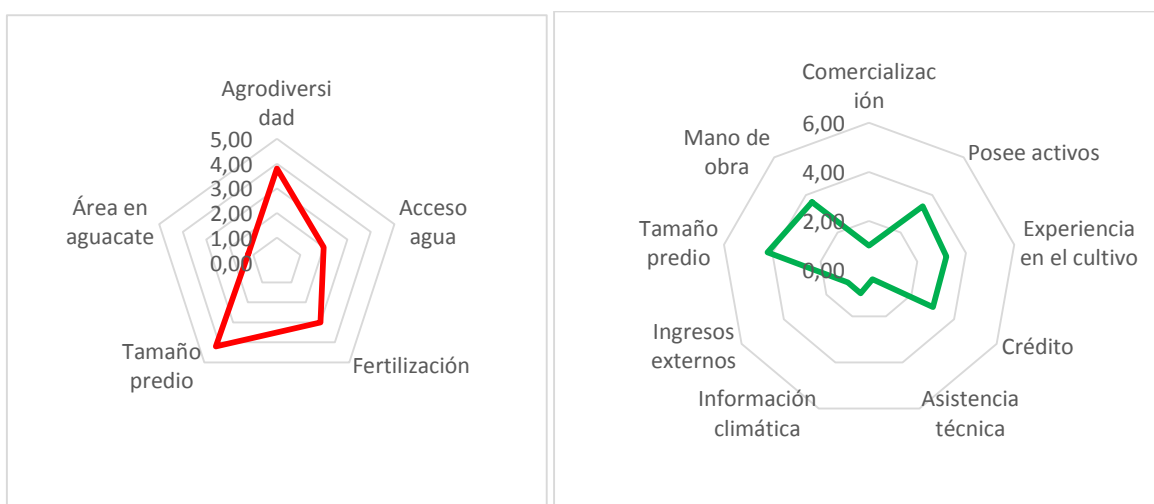 Agrodiversi
dad
5,00
4,00
3,00
2,00
1,00
0,00
Acceso
agua
Fertilización
Tamaño
predio
Área en
aguacate
Comercializac
ión
6,00
4,00
2,00
0,00
Posee activos
Experiencia
en el cultivo
Crédito
Asistencia
técnica
Información
climática
Ingresos
externos
Tamaño
predio
Mano de
obra